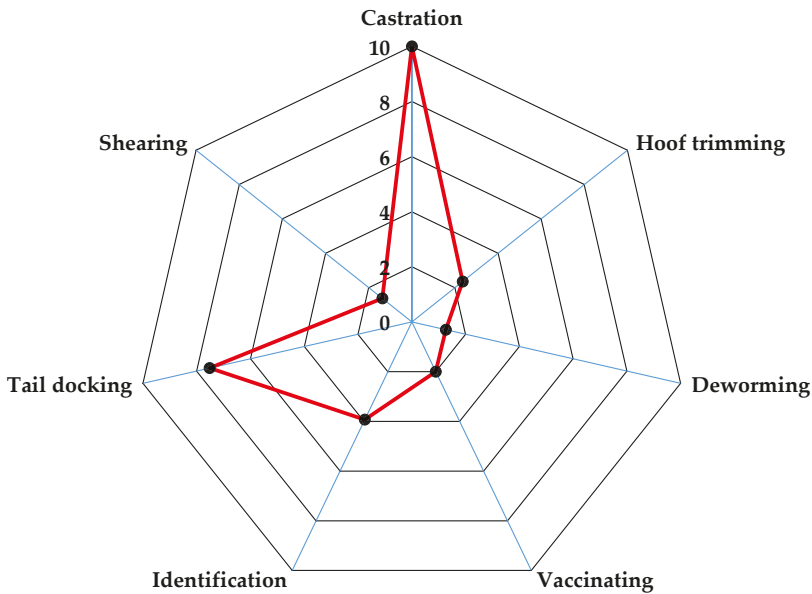 Castration
10
Shearing
8
Hoof trimming
6
4
2
0
Tail docking
Deworming
Identification
Vaccinating